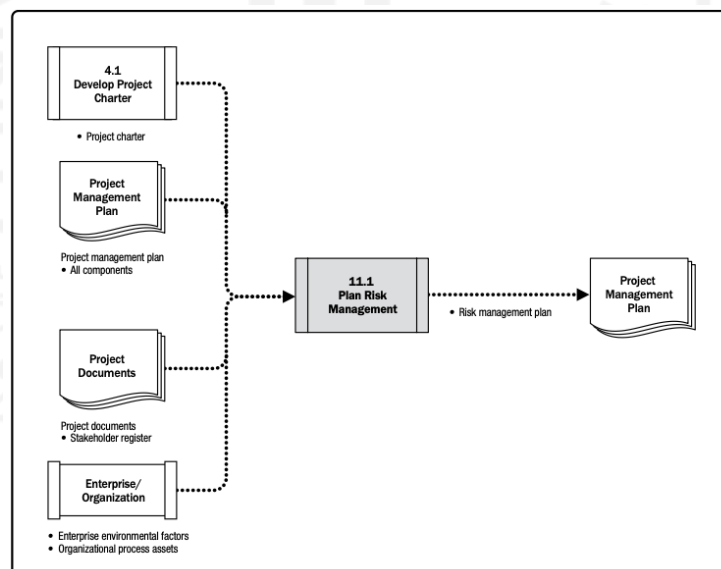 4.1
Develop Project
Charter
• Project charter
Project
Management
Plan
Project management plan
• All components
11.1
Plan Risk
Management
• Risk management plan
Project
Management
Plan
Project
Documents
Project documents
• Stakeholder register
Enterprise/
Organization
• Enterprise environmental factors
• Organizational process assets